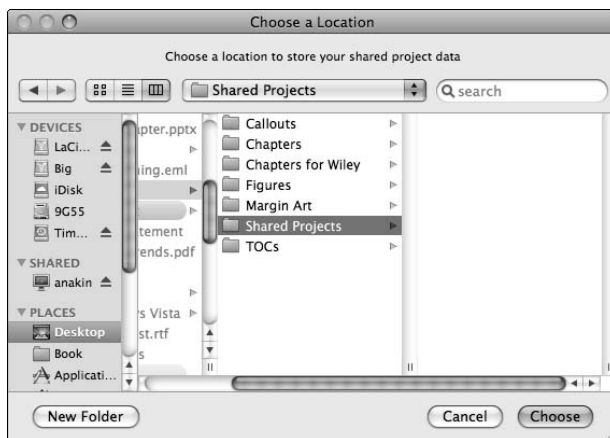 Choose a Location
Choose a location to store your shared project data
Shared Projects
search
DEVICES
LaCi...
Big
iDisk
9G55
Tim...
SHARED
anakin
PLACES
Desktop
Book
Applicati...
apter.pptx
ing.eml
tement
rends.pdf
s Vista
st.rtf
s
Callouts
Chapters
Chapters for Wiley
Figures
Margin Art
Shared Projects
TOCs
New Folder
Cancel
Choose